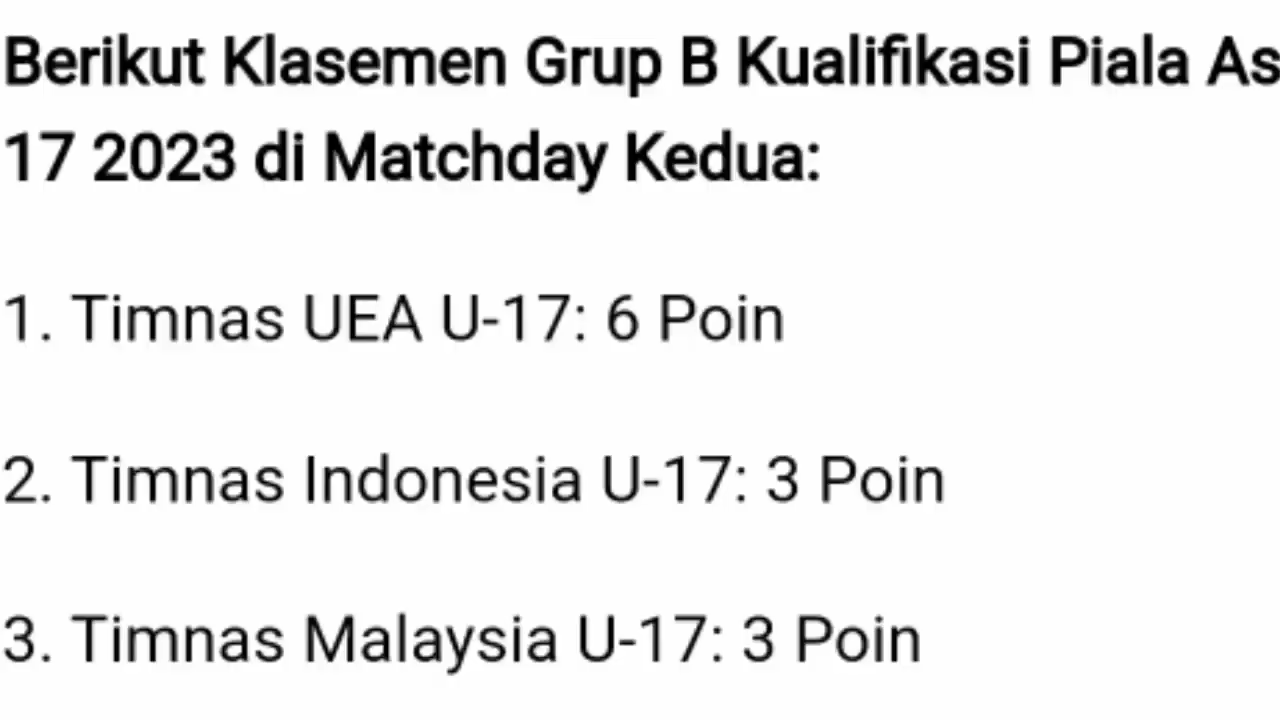 Berikut Klasemen Grup B Kualifikasi Piala As
17 2023 di Matchday Kedua:
1. Timnas UEA U-17: 6 Poin
2. Timnas Indonesia U-17: 3 Poin
3. Timnas Malaysia U-17: 3 Poin